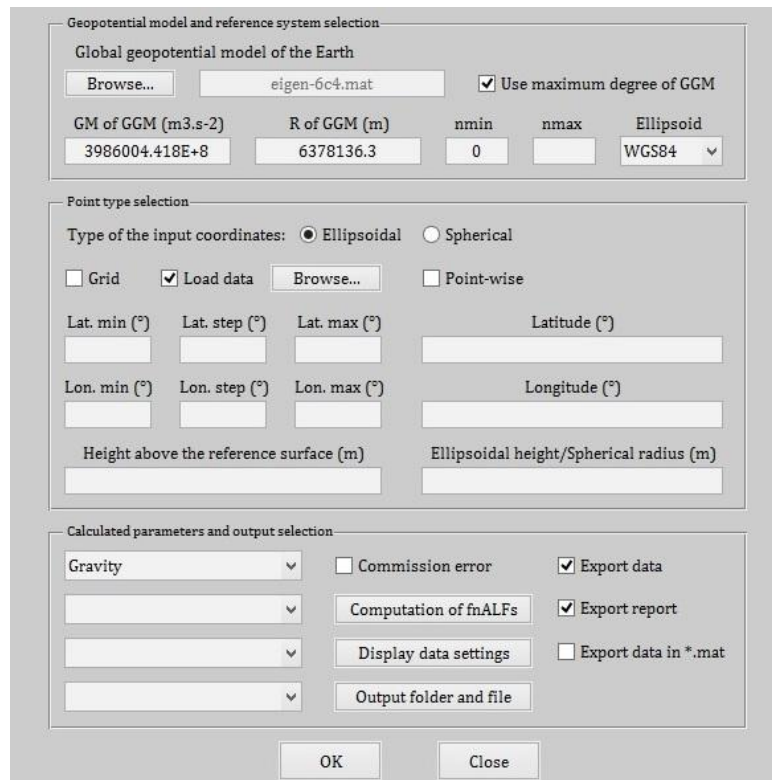 Geopotential model and reference system selection
Global geopotential model of the Earth
Browse... eigen-6c4.mat Use maximum degree of GGM
GM of GGM (m3.s-2) R of GGM (m) nmin nmax Ellipsoid
3986004.418E+8 6378136.3 0 WGS84
Point type selection
Type of the input coordinates: Ellipsoidal Spherical
Grid Load data Browse... Point-wise
Lat. min (°) Lat. step (°) Lat. max (°) Latitude (°)
Lon. min (°) Lon. step (°) Lon. max (°) Longitude (°)
Height above the reference surface (m) Ellipsoidal height/Spherical radius (m)
Calculated parameters and output selection
Gravity Commission error Export data
Computation of fnALFs Export report
Display data settings Export data in *.mat
Output folder and file
OK Close